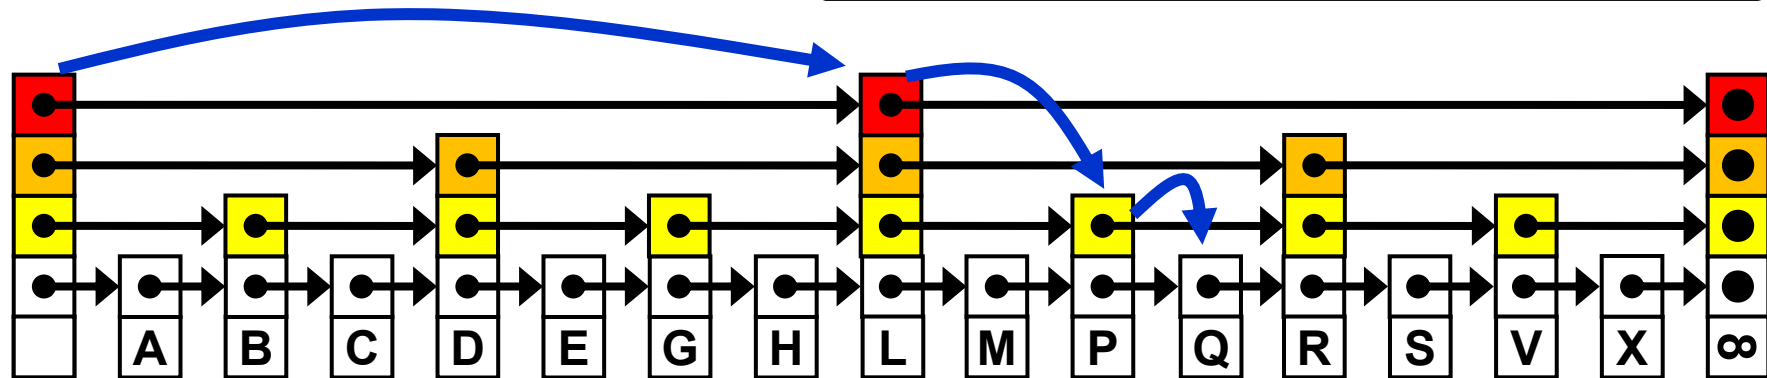 A B C D E G H L M P Q R S V X ∞